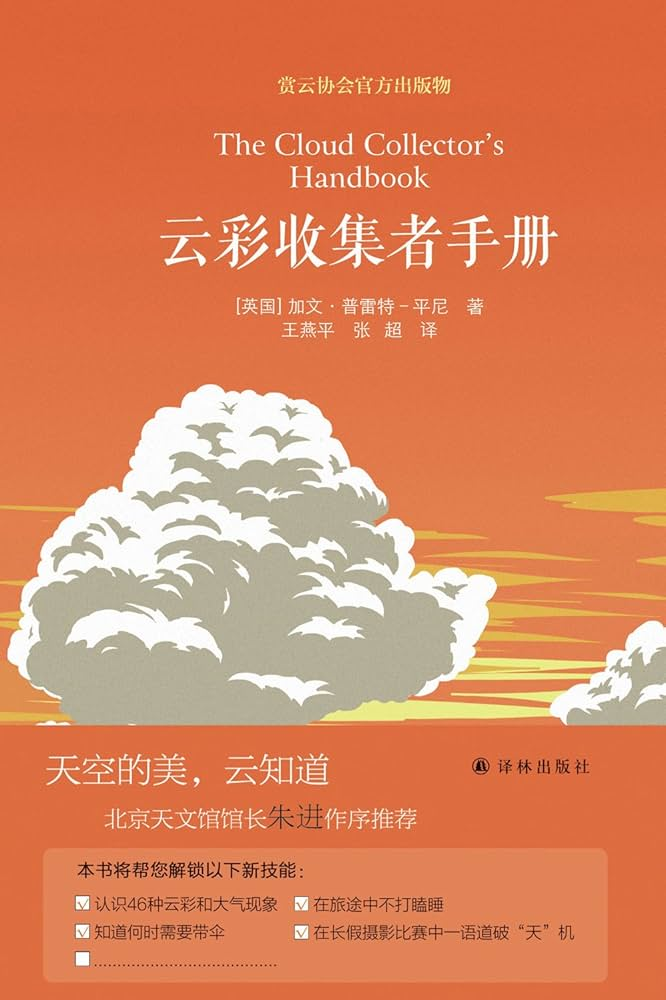 赏云协会官方出版物
The Cloud Collector's
Handbook
云彩收集者手册
[英国] 加文·普雷特－平尼 著
王燕平 张 超 译
天空的美，云知道
译林出版社
北京天文馆馆长朱进作序推荐
本书将帮您解锁以下新技能：
认识46种云彩和大气现象 在旅途中不打瞌睡
知道何时需要带伞 在长假摄影比赛中一语道破“天”机